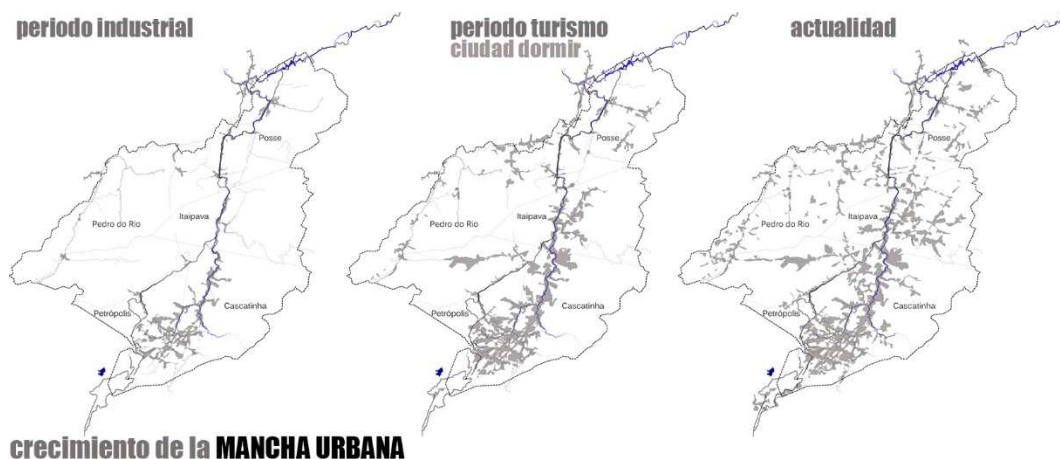 periodo industrial
periodo turismo
ciudad dormir
actualidad
Posse
Itaipava
Pedro do Rio
Petrópolis
Cascatinha
Posse
Itaipava
Pedro do Rio
Petrópolis
Cascatinha
Posse
Itaipava
Pedro do Rio
Petrópolis
Cascatinha
crecimiento de la MANCHA URBANA